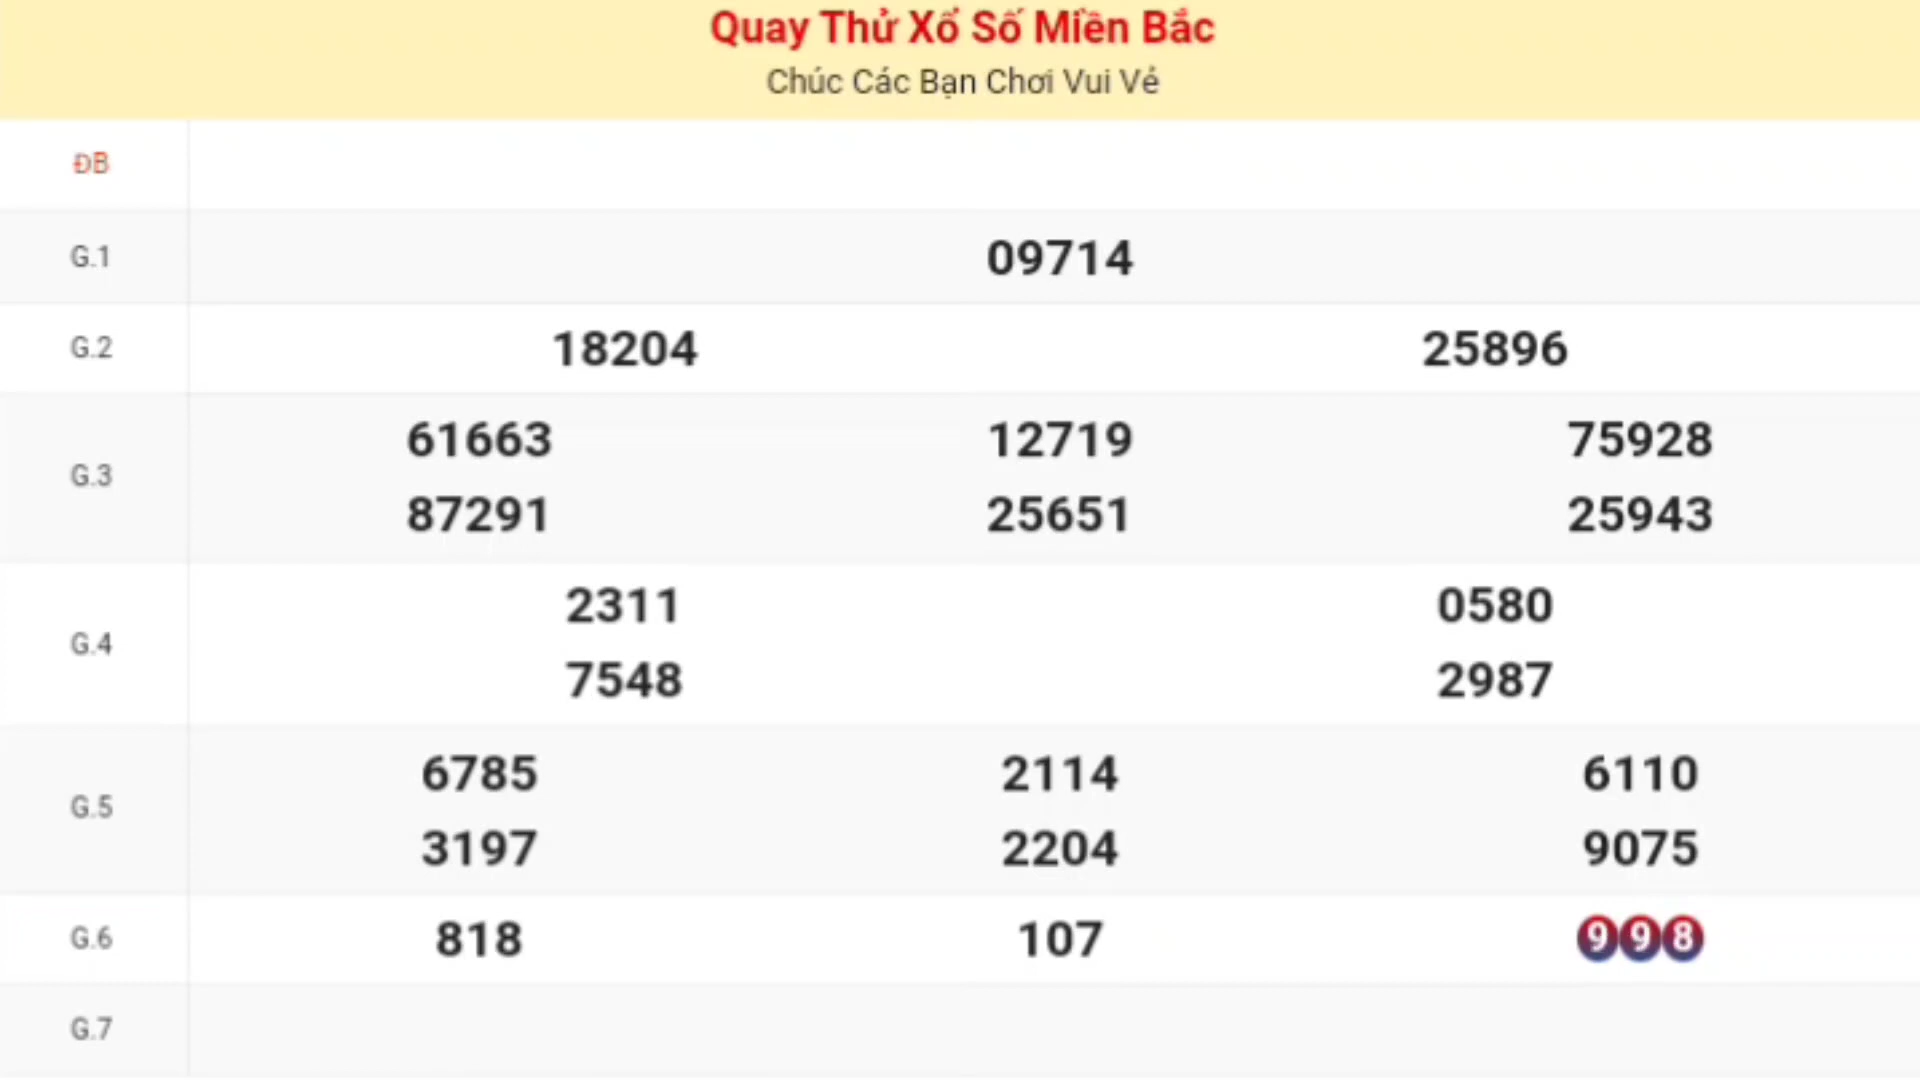 Quay Thử Xổ Số Miền Bắc
Chúc Các Bạn Chơi Vui Vẻ
ĐB
G.1 09714
G.2 18204 25896
G.3 61663 12719 75928
87291 25651 25943
G.4 2311 0580
7548 2987
G.5 6785 2114 6110
3197 2204 9075
G.6 818 107 998
G.7